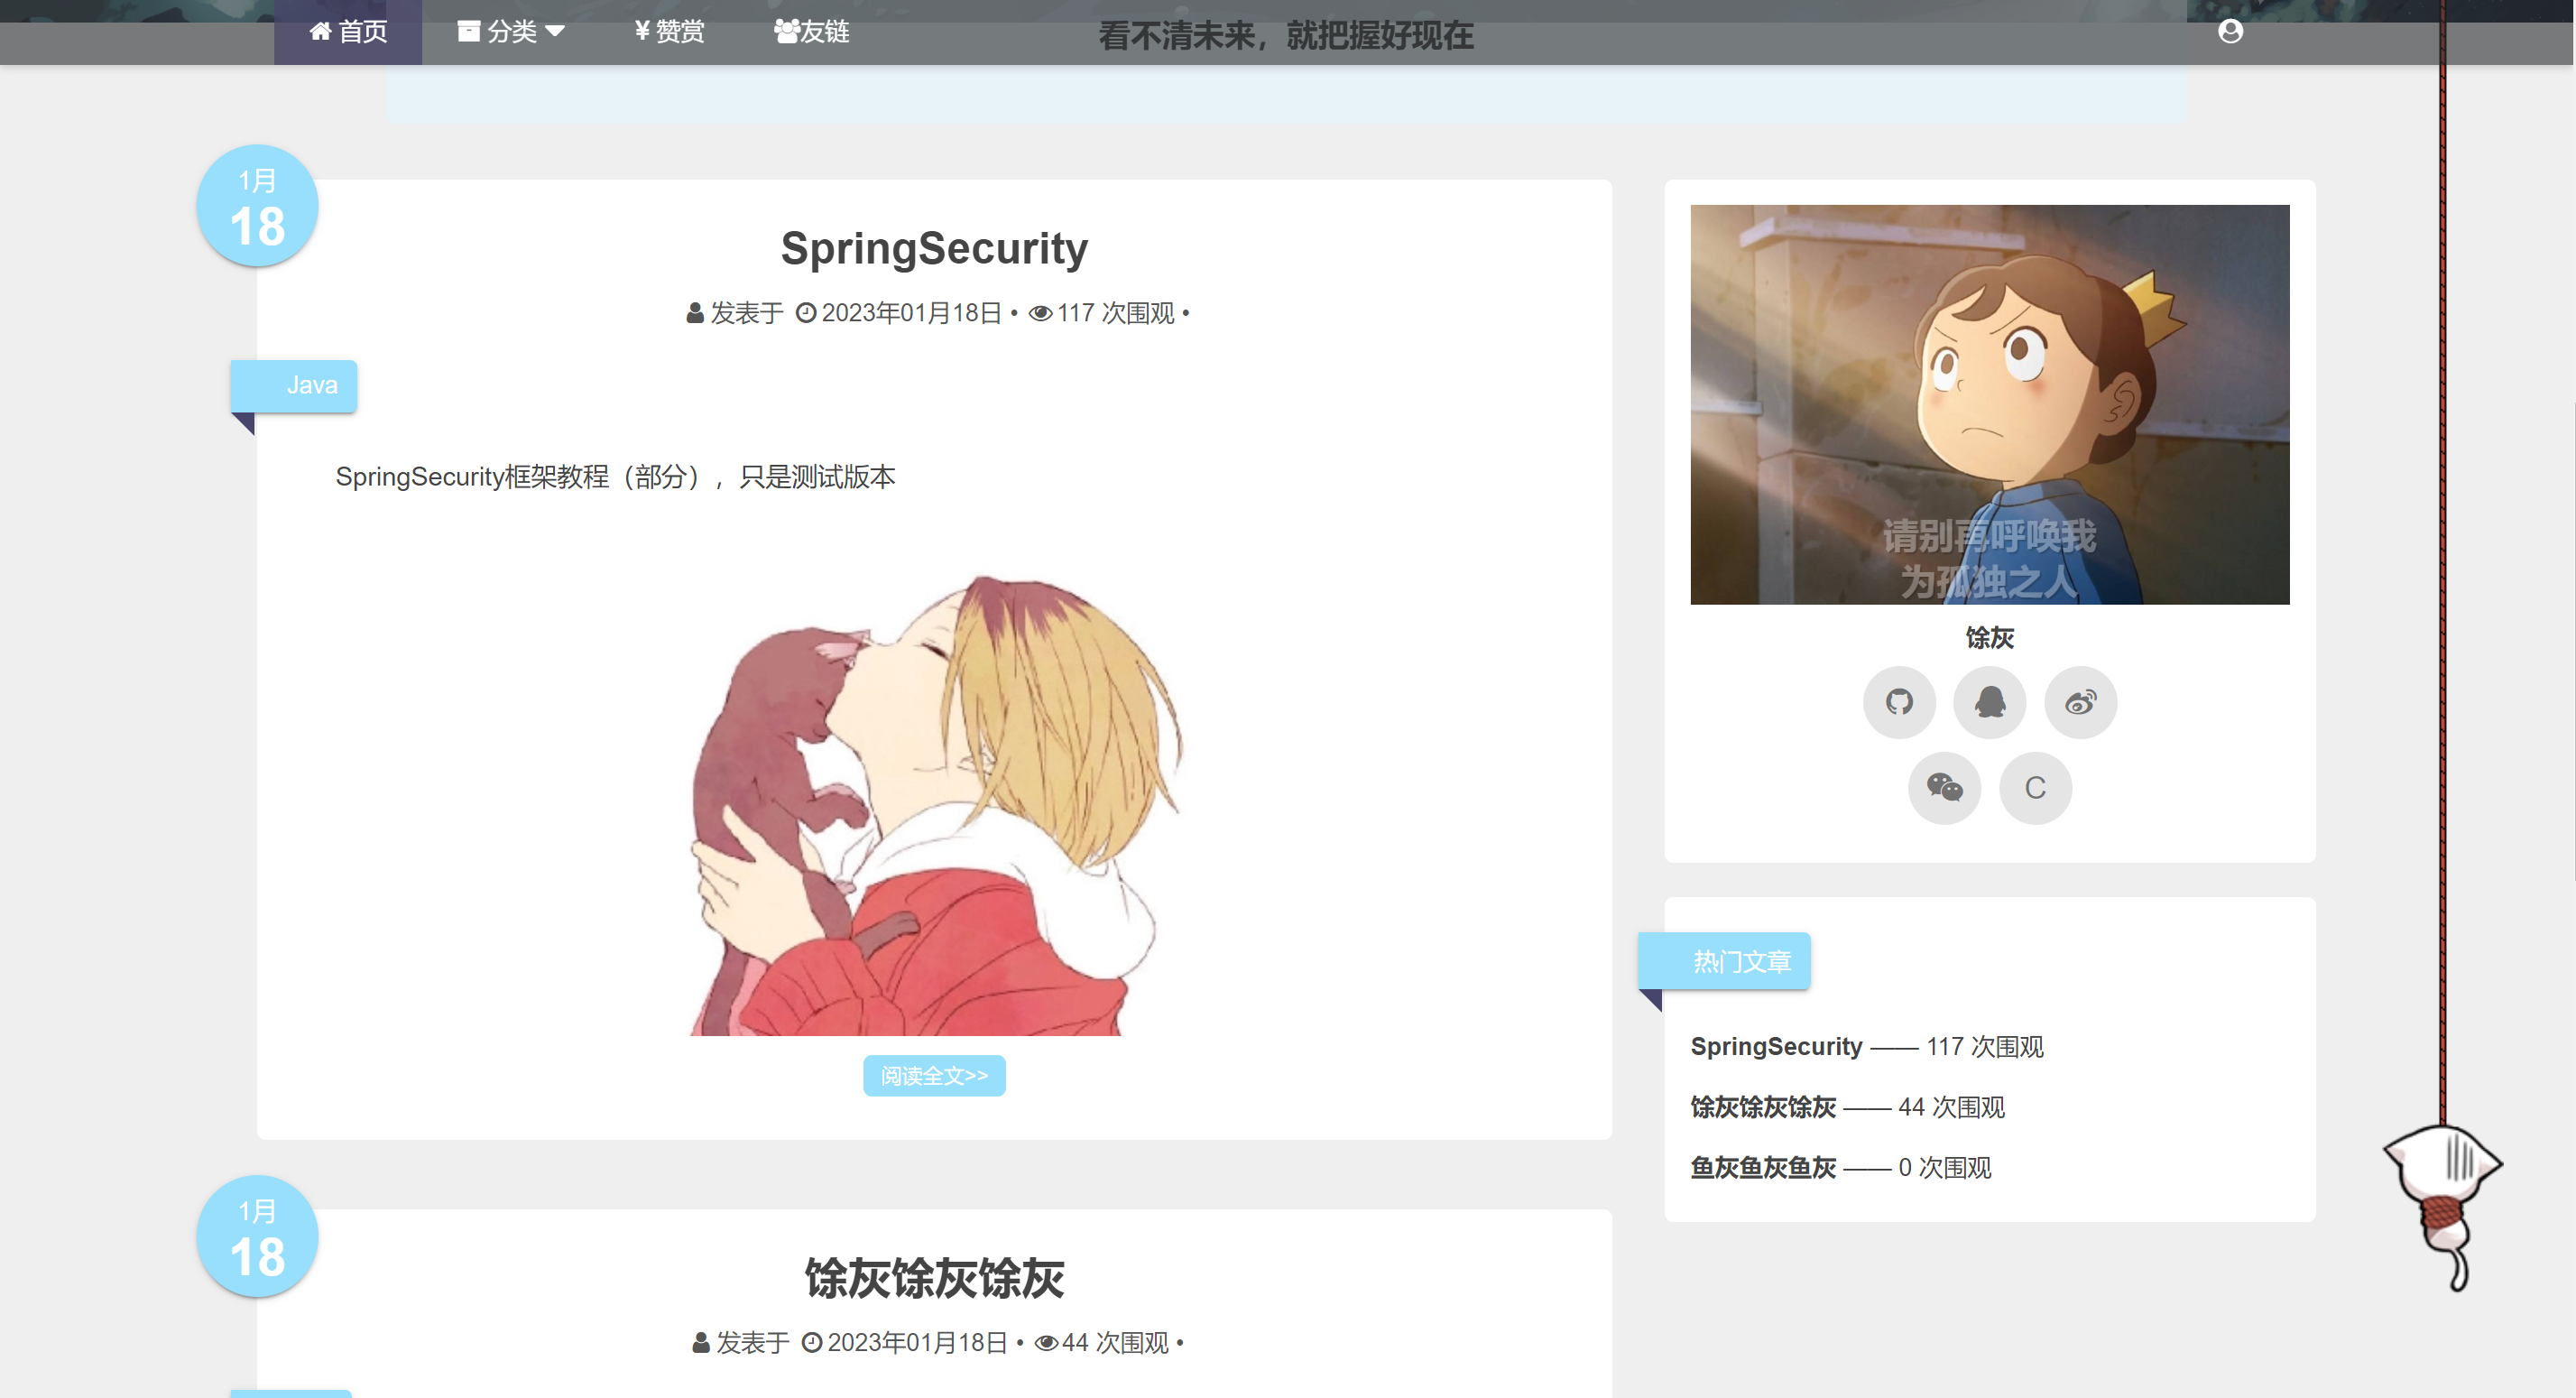 首页
分类
¥ 赞赏
友链
看不清未来，就把握好现在
1月
18
SpringSecurity
发表于 2023年01月18日 • 117 次围观 •
Java
SpringSecurity框架教程（部分），只是测试版本
阅读全文>>
1月
18
馀灰馀灰馀灰
发表于 2023年01月18日 • 44 次围观 •
请别再呼唤我
为孤独之人
馀灰
C
热门文章
SpringSecurity —— 117 次围观
馀灰馀灰馀灰 —— 44 次围观
鱼灰鱼灰鱼灰 —— 0 次围观